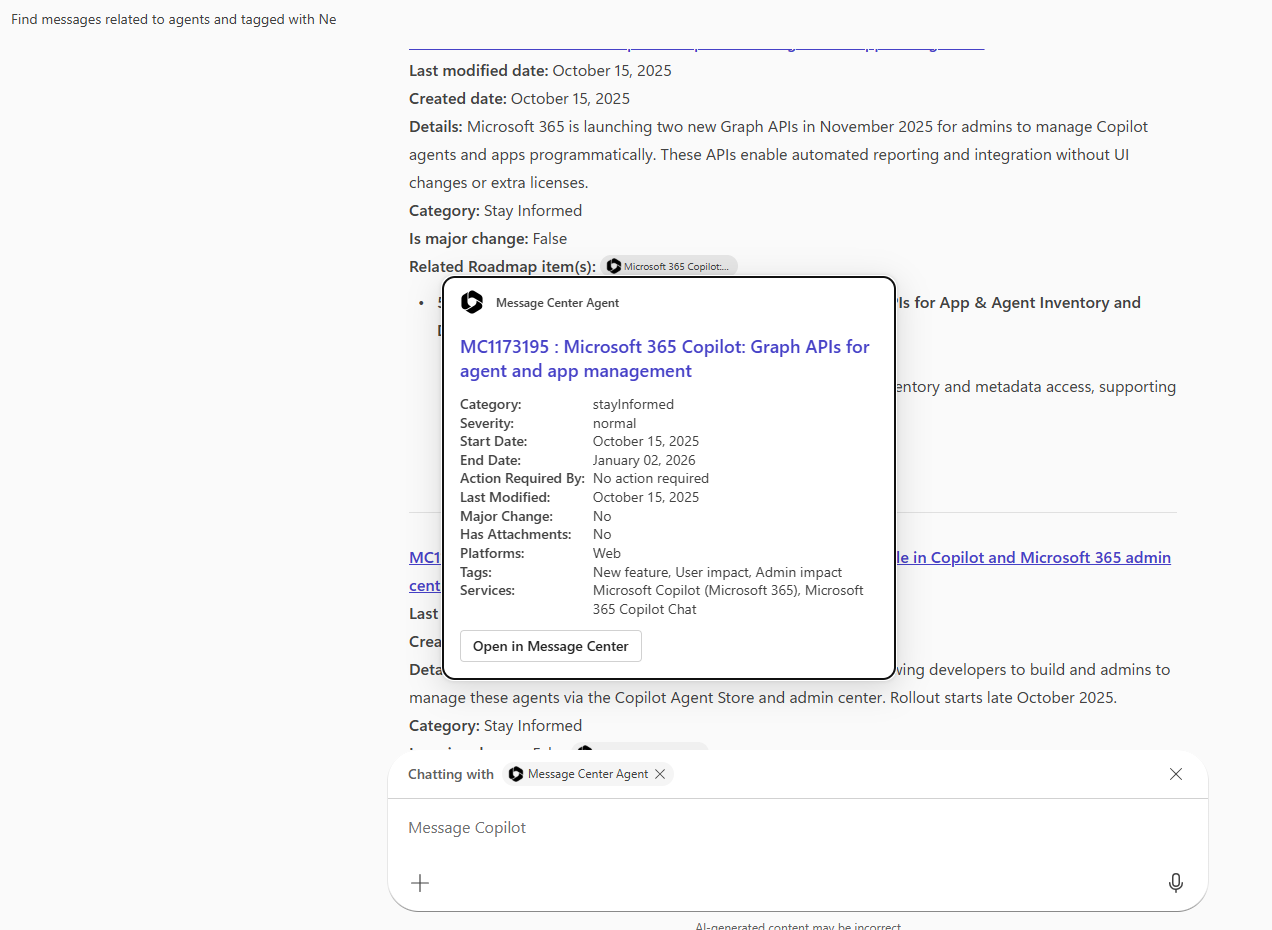 Find messages related to agents and tagged with Ne
Last modified date: October 15, 2025
Created date: October 15, 2025
Details: Microsoft 365 is launching two new Graph APIs in November 2025 for admins to manage Copilot
agents and apps programmatically. These APIs enable automated reporting and integration without UI
changes or extra licenses.
Category: Stay Informed
Is major change: False
Related Roadmap item(s): Microsoft 365 Copilot:...
Is for App & Agent Inventory and
Message Center Agent
MC1173195 : Microsoft 365 Copilot: Graph APIs for
agent and app management
entory and metadata access, supporting
Category: stayInformed
Severity: normal
Start Date: October 15, 2025
End Date: January 02, 2026
Action Required By: No action required
Last Modified: October 15, 2025
Major Change: No
Has Attachments: No
Platforms: Web
Tags: New feature, User impact, Admin impact
Services: Microsoft Copilot (Microsoft 365), Microsoft
365 Copilot Chat
Open in Message Center
MC1 le in Copilot and Microsoft 365 admin
cent
Last
Crea
Deta wing developers to build and admins to
manage these agents via the Copilot Agent Store and admin center. Rollout starts late October 2025.
Category: Stay Informed
Chatting with Message Center Agent
Message Copilot
AI-generated content may be incorrect